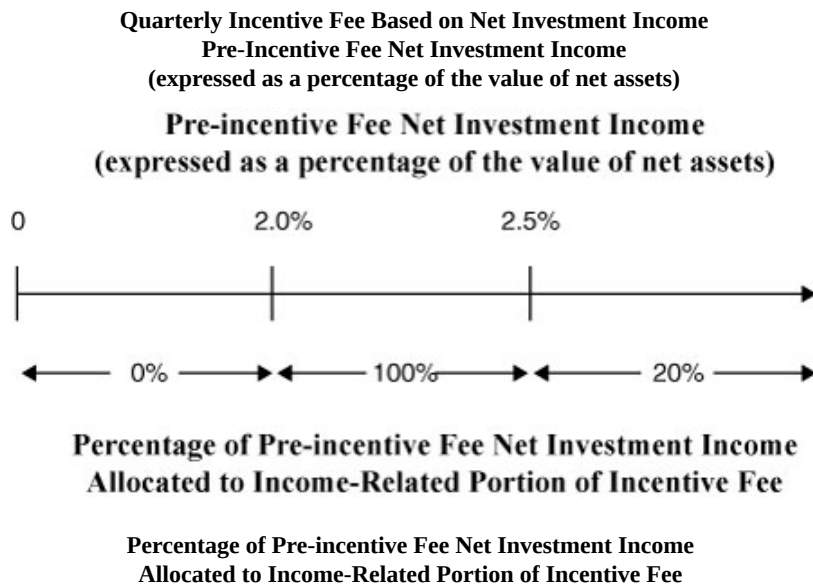 Quarterly Incentive Fee Based on Net Investment Income
Pre-Incentive Fee Net Investment Income
(expressed as a percentage of the value of net assets)
Pre-incentive Fee Net Investment Income
(expressed as a percentage of the value of net assets)
0 2.0% 2.5%
0% 100% 20%
Percentage of Pre-incentive Fee Net Investment Income
Allocated to Income-Related Portion of Incentive Fee
Percentage of Pre-incentive Fee Net Investment Income
Allocated to Income-Related Portion of Incentive Fee